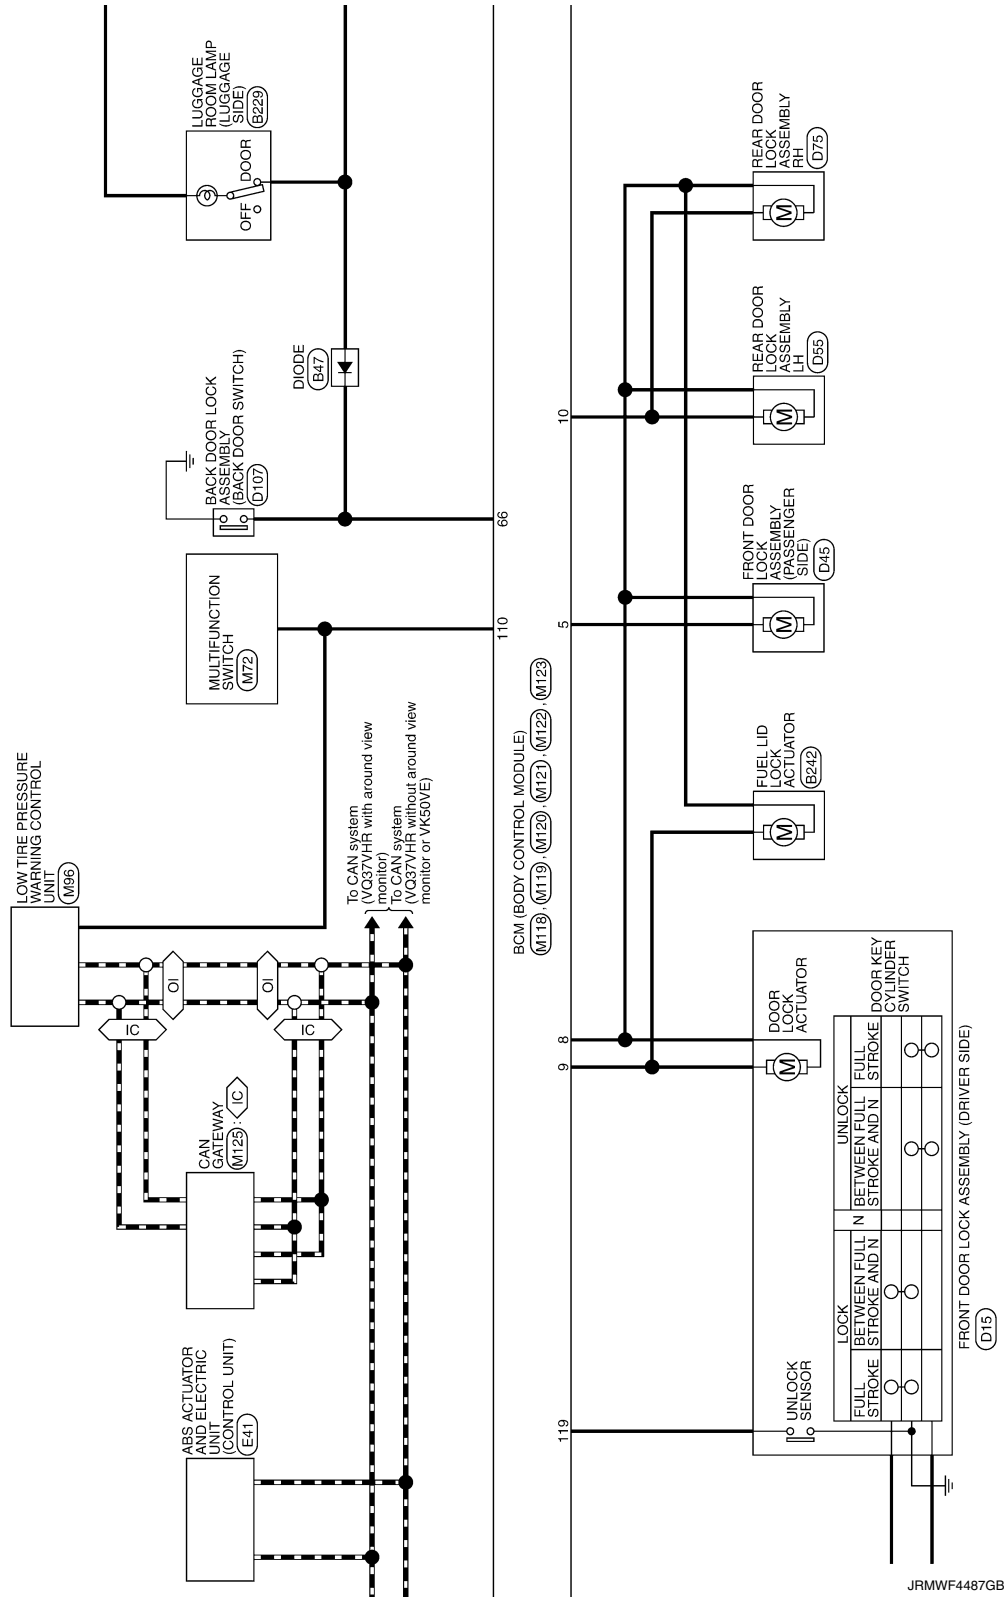 LUGGAGE
ROOM LAMP
(LUGGAGE
SIDE)
B229
OFF
DOOR
DIODE
B47
BACK DOOR LOCK
ASSEMBLY
(BACK DOOR SWITCH)
D107
MULTIFUNCTION
SWITCH
M72
LOW TIRE PRESSURE
WARNING CONTROL
UNIT
M96
To CAN system
(VQ37VHR with around view
monitor)
To CAN system
(VQ37VHR without around view
monitor or VK50VE)
OI
OI
IC
IC
CAN
GATEWAY
M125 : IC
ABS ACTUATOR
AND ELECTRIC
UNIT
(CONTROL UNIT)
E41
66
110
BCM (BODY CONTROL MODULE)
M118 , M119 , M120 , M121 , M122 , M123
10
5
8
9
119
REAR DOOR
LOCK
ASSEMBLY
RH
D75
M
REAR DOOR
LOCK
ASSEMBLY
LH
D55
M
FRONT DOOR
LOCK
ASSEMBLY
(PASSENGER
SIDE)
D45
M
FUEL LID
LOCK
ACTUATOR
B242
M
DOOR
LOCK
ACTUATOR
M
DOOR KEY
CYLINDER
SWITCH
LOCK
N
UNLOCK
FULL
STROKE
BETWEEN FULL
STROKE AND N
BETWEEN FULL
STROKE AND N
FULL
STROKE
UNLOCK
SENSOR
FRONT DOOR LOCK ASSEMBLY (DRIVER SIDE)
D15
JRMWF4487GB